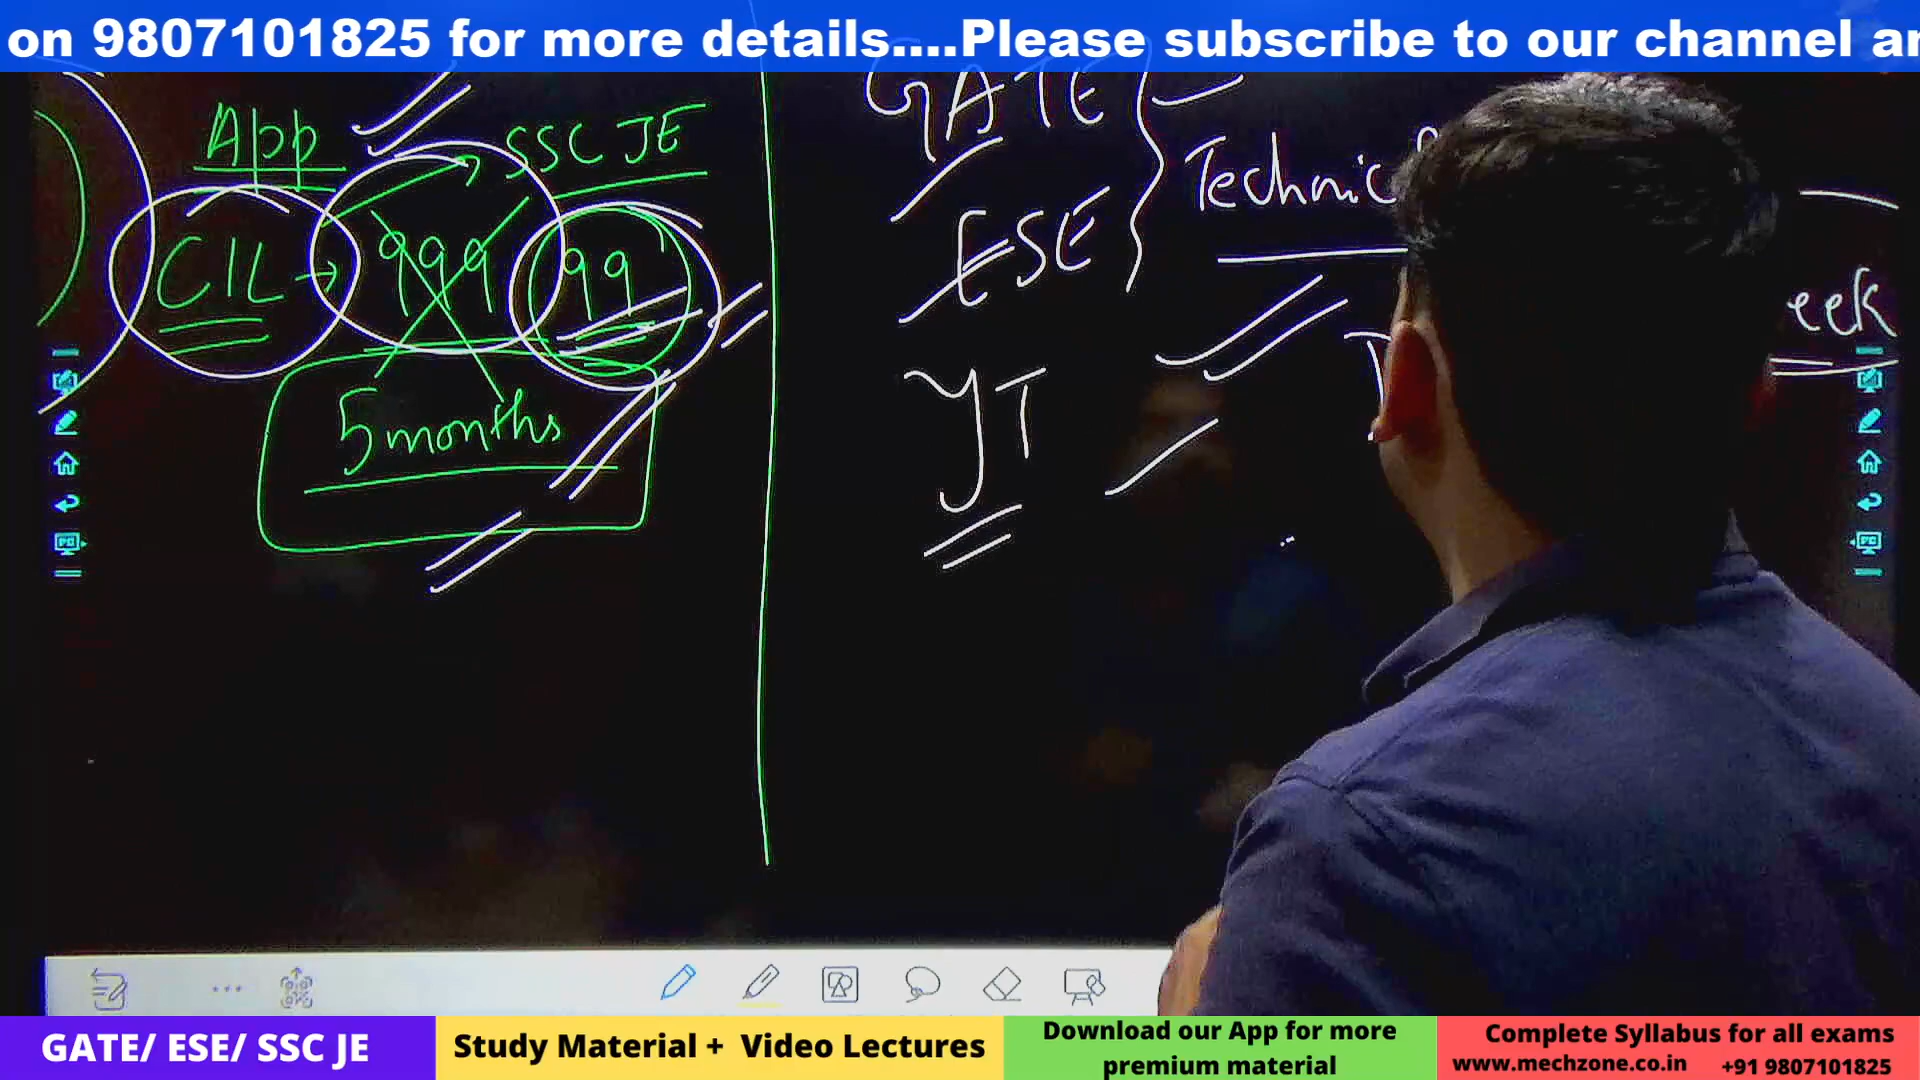 on 9807101825 for more details....Please subscribe to our channel
App
SSC JE
CIL → 999 99
5 months
GATE
ESE
YT
eek
GATE/ ESE/ SSC JE
Study Material + Video Lectures
Download our App for more
premium material
Complete Syllabus for all exams
www.mechzone.co.in +91 9807101825